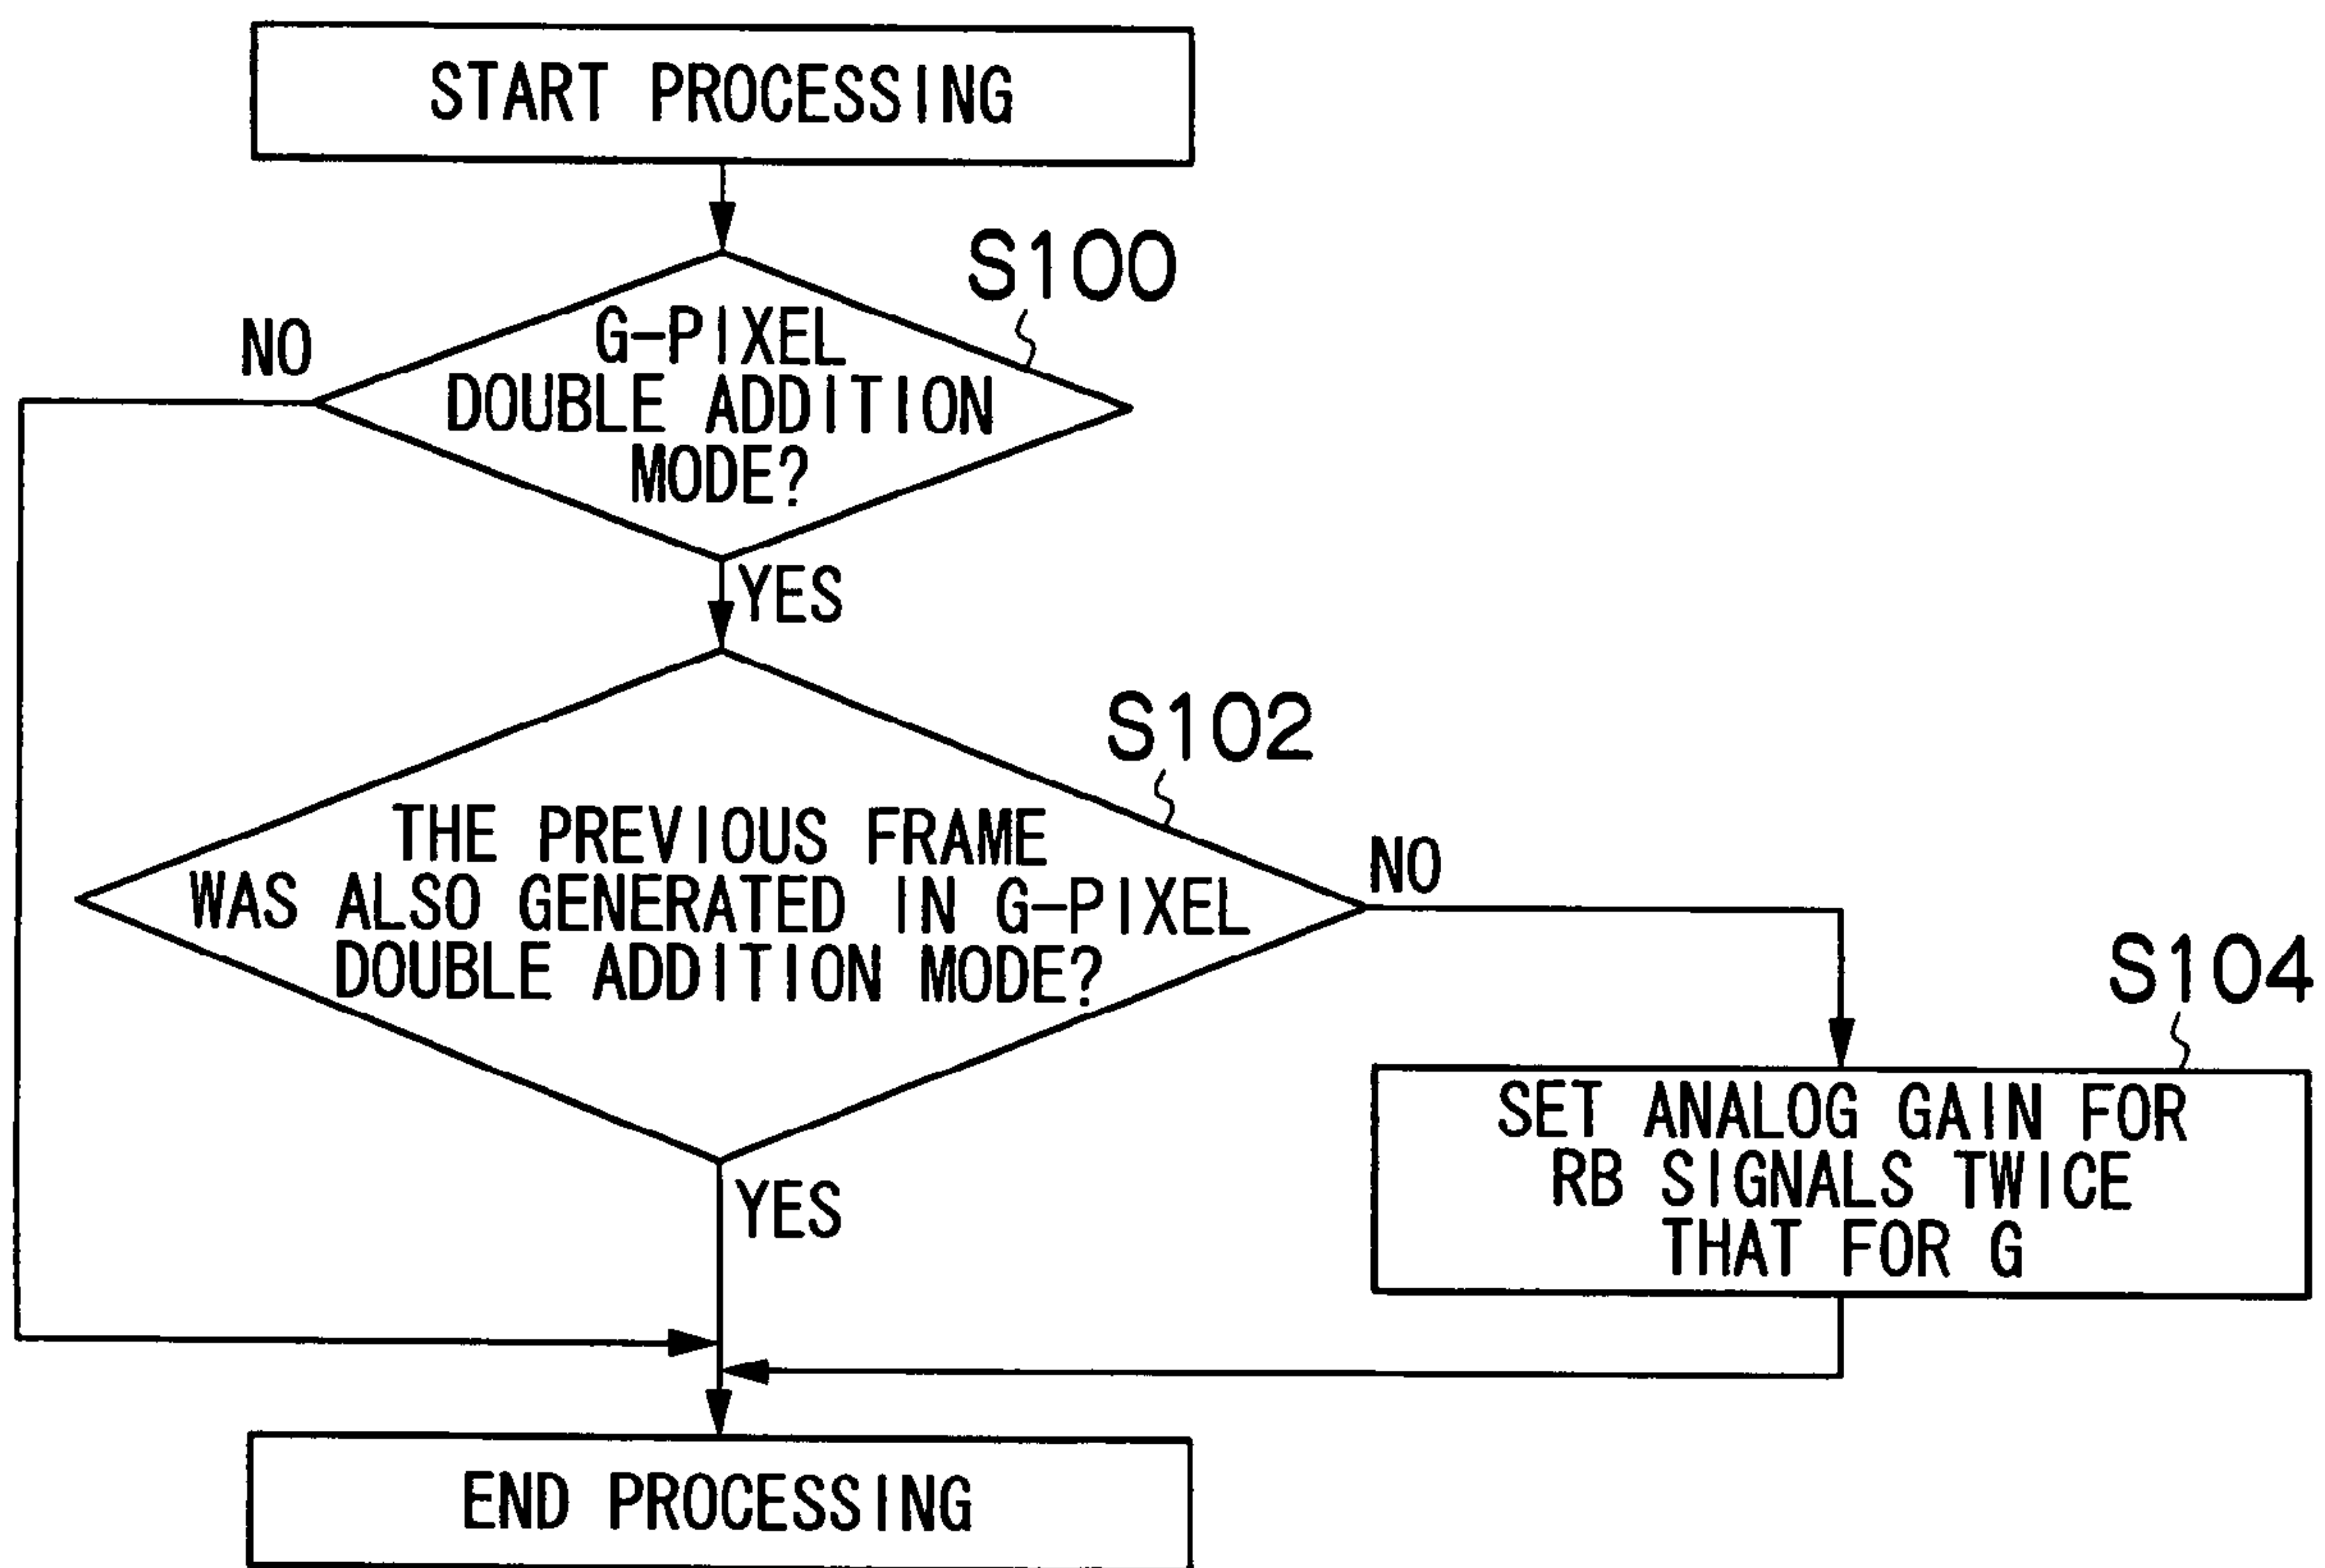 START PROCESSING
S100
NO
G-PIXEL
DOUBLE ADDITION
MODE?
YES
S102
THE PREVIOUS FRAME
WAS ALSO GENERATED IN G-PIXEL
DOUBLE ADDITION MODE?
NO
S104
SET ANALOG GAIN FOR
RB SIGNALS TWICE
THAT FOR G
YES
END PROCESSING